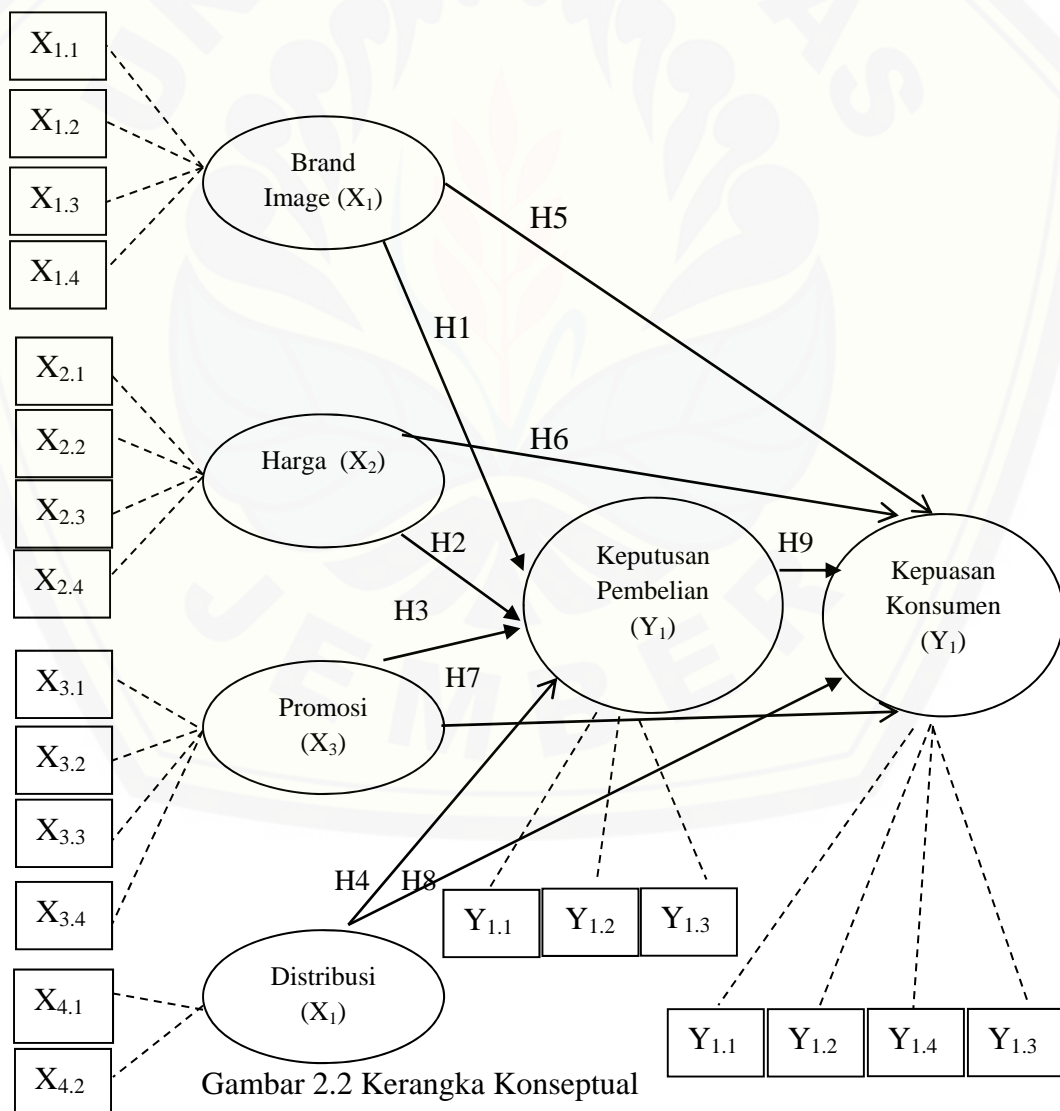 X₁.₁
X₁.₂
X₁.₃
X₁.₄
Brand
Image (X₁)
H5
H1
X₂.₁
X₂.₂
X₂.₃
X₂.₄
Harga (X₂)
H6
H2
H3
Keputusan
Pembelian
(Y₁)
H9
Kepuasan
Konsumen
(Y₁)
X₃.₁
X₃.₂
X₃.₃
X₃.₄
Promosi
(X₃)
H7
H4
H8
Y₁.₁
Y₁.₂
Y₁.₃
X₄.₁
X₄.₂
Distribusi
(X₁)
Y₁.₁
Y₁.₂
Y₁.₄
Y₁.₃
Gambar 2.2 Kerangka Konseptual
JEMBER